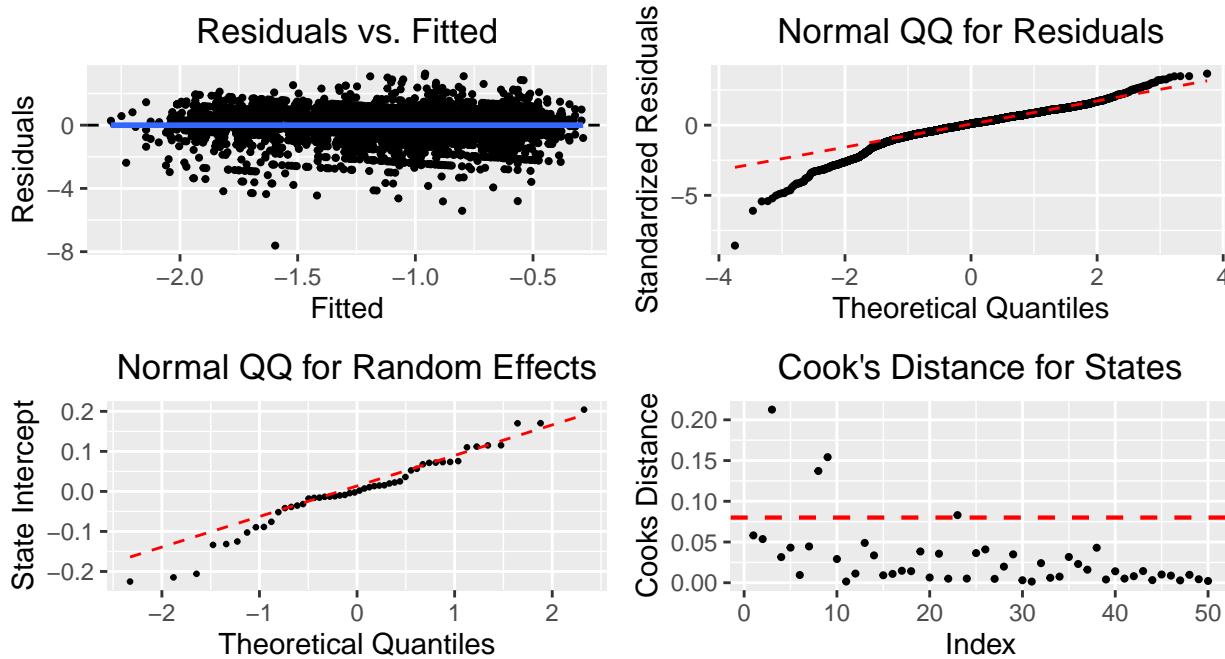 Residuals vs. Fitted
Residuals
0
−4
−8
−2.0
−1.5
−1.0
−0.5
Fitted
Normal QQ for Residuals
Standardized Residuals
0
−5
−4
−2
0
2
4
Theoretical Quantiles
Normal QQ for Random Effects
State Intercept
0.2
0.1
0.0
−0.1
−0.2
−2
−1
0
1
2
Theoretical Quantiles
Cook's Distance for States
Cooks Distance
0.20
0.15
0.10
0.05
0.00
0
10
20
30
40
50
Index